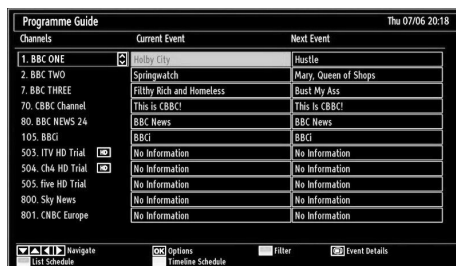 Programme Guide Thu 07/06 20:18
Channels Current Event Next Event
1. BBC ONE Holby City Hustle
2. BBC TWO Springwatch Mary, Queen of Shops
7. BBC THREE Filthy Rich and Homeless Bust My Ass
70. CBBC Channel This is CBBC! This Is CBBC!
80. BBC NEWS 24 BBC News BBC News
105. BBCi BBCi BBCi
503. ITV HD Trial HD No Information No Information
504. Ch4 HD Trial HD No Information No Information
505. five HD Trial No Information No Information
800. Sky News No Information No Information
801. CNBC Europe No Information No Information
Navigate OK Options Filter Event Details
List Schedule Timeline Schedule